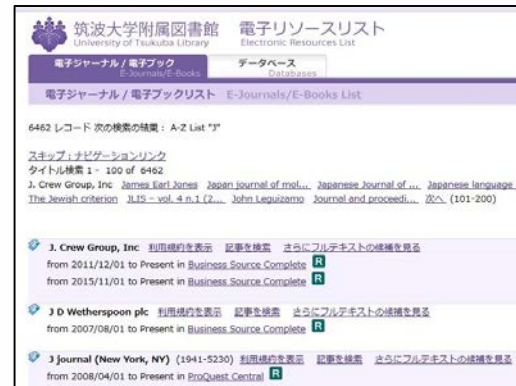 筑波大学附属図書館 電子リソースリスト
University of Tsukuba Library Electronic Resources List
電子ジャーナル / 電子ブック データベース
E-Journals/E-Books Databases
電子ジャーナル / 電子ブックリスト E-Journals/E-Books List
6462 レコード 次の検索の結果： A-Z List "J"
スキップ：ナビゲーションリンク
タイトル検索 1 - 100 of 6462
J. Crew Group, Inc James Earl Jones Japan journal of mol... Japanese Journal of ... Japanese language
The Jewish criterion JLIS - vol. 4 n.1 (2... John Leguizamo Journal and proceedi... 次へ (101-200)
J. Crew Group, Inc 利用規約を表示 記事を検索 さらにフルテキストの候補を見る
from 2011/12/01 to Present in Business Source Complete R
from 2015/11/01 to Present in Business Source Complete R
J D Wetherspoon plc 利用規約を表示 記事を検索 さらにフルテキストの候補を見る
from 2007/08/01 to Present in Business Source Complete R
J journal (New York, NY) (1941-5230) 利用規約を表示 記事を検索 さらにフルテキストの候補を見る
from 2008/04/01 to Present in ProQuest Central R